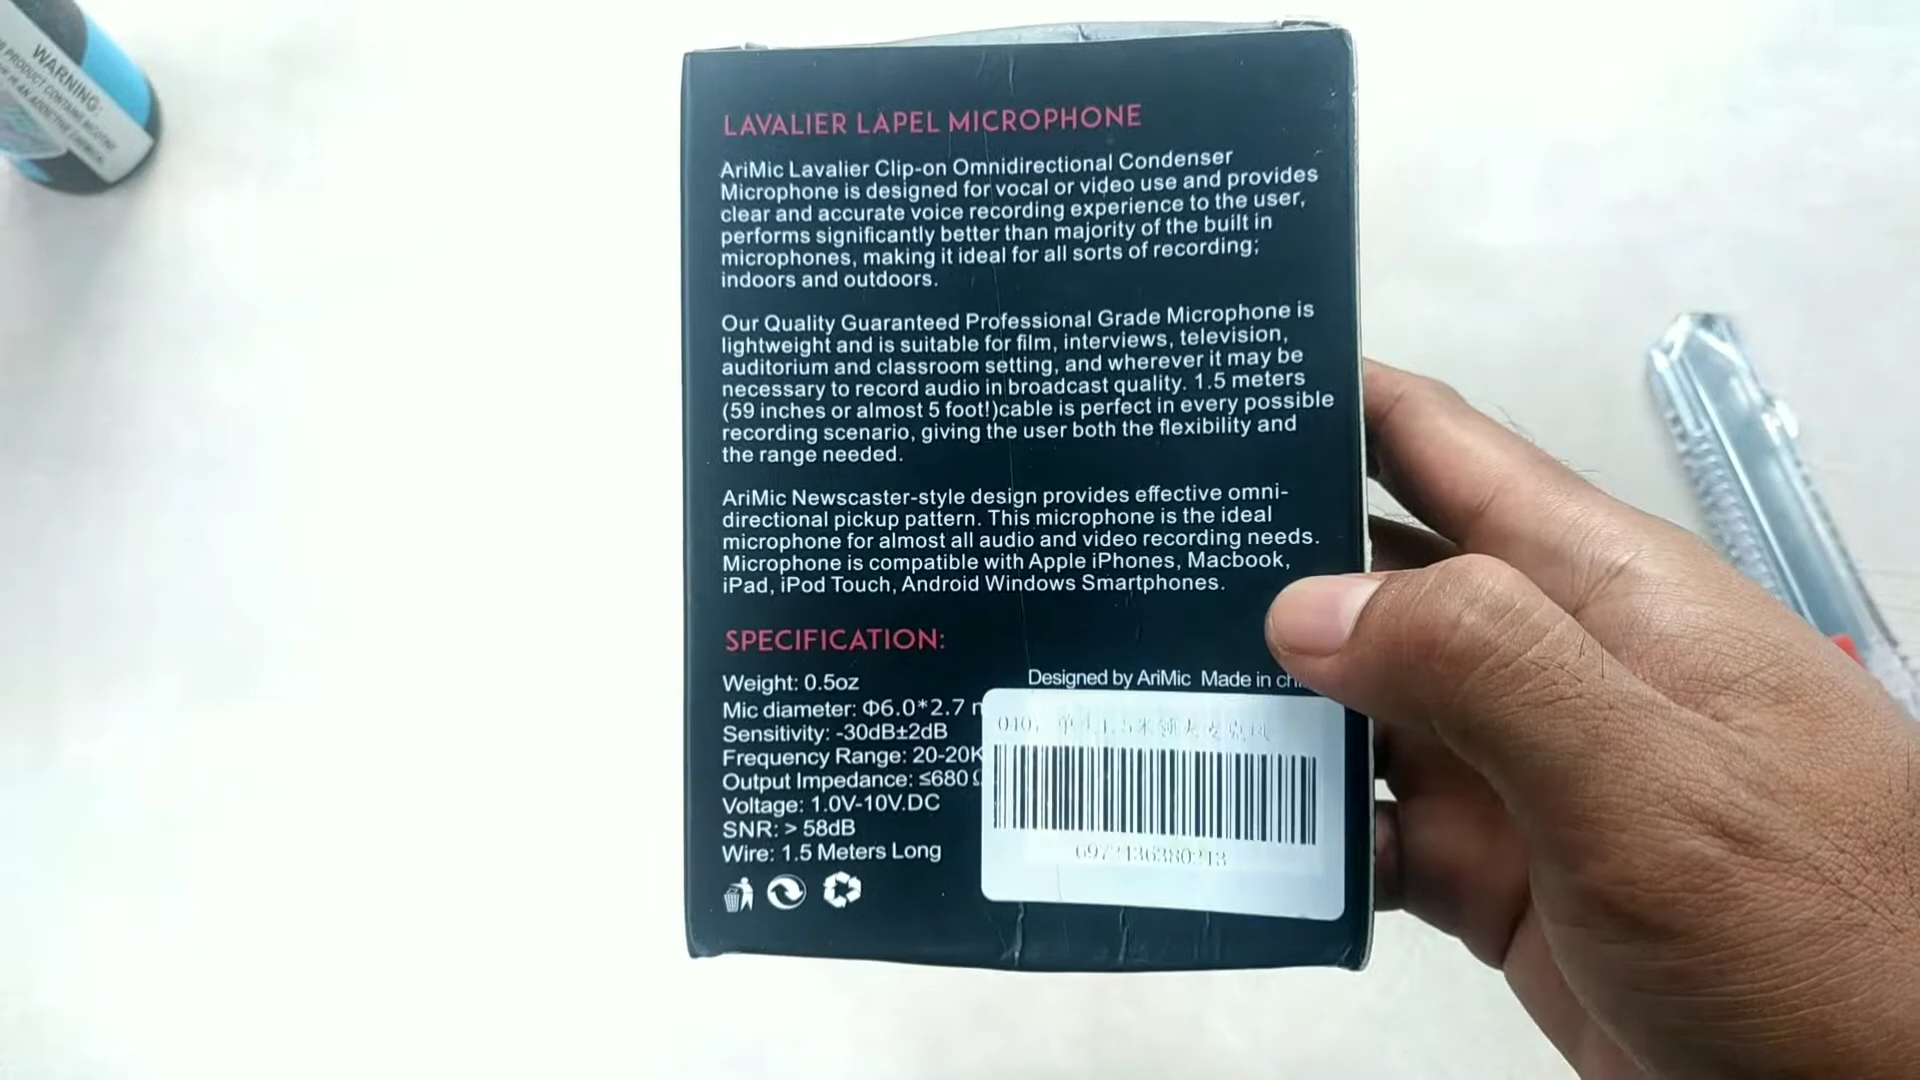 WARNING:
PRODUCT CONTAINS NICOTINE
IS AN ADDICTIVE CHEMICAL
LAVALIER LAPEL MICROPHONE
AriMic Lavalier Clip-on Omnidirectional Condenser
Microphone is designed for vocal or video use and provides
clear and accurate voice recording experience to the user,
performs significantly better than majority of the built in
microphones, making it ideal for all sorts of recording;
indoors and outdoors.
Our Quality Guaranteed Professional Grade Microphone is
lightweight and is suitable for film, interviews, television,
auditorium and classroom setting, and wherever it may be
necessary to record audio in broadcast quality. 1.5 meters
(59 inches or almost 5 foot!)cable is perfect in every possible
recording scenario, giving the user both the flexibility and
the range needed.
AriMic Newscaster-style design provides effective omni-
directional pickup pattern. This microphone is the ideal
microphone for almost all audio and video recording needs.
Microphone is compatible with Apple iPhones, Macbook,
iPad, iPod Touch, Android Windows Smartphones.
SPECIFICATION:
Weight: 0.5oz
Designed by AriMic Made in
Mic diameter: Φ6.0*2.7
Sensitivity: -30dB±2dB
Frequency Range: 20-20K
Output Impedance: ≤680Ω
Voltage: 1.0V-10V.DC
SNR: > 58dB
Wire: 1.5 Meters Long